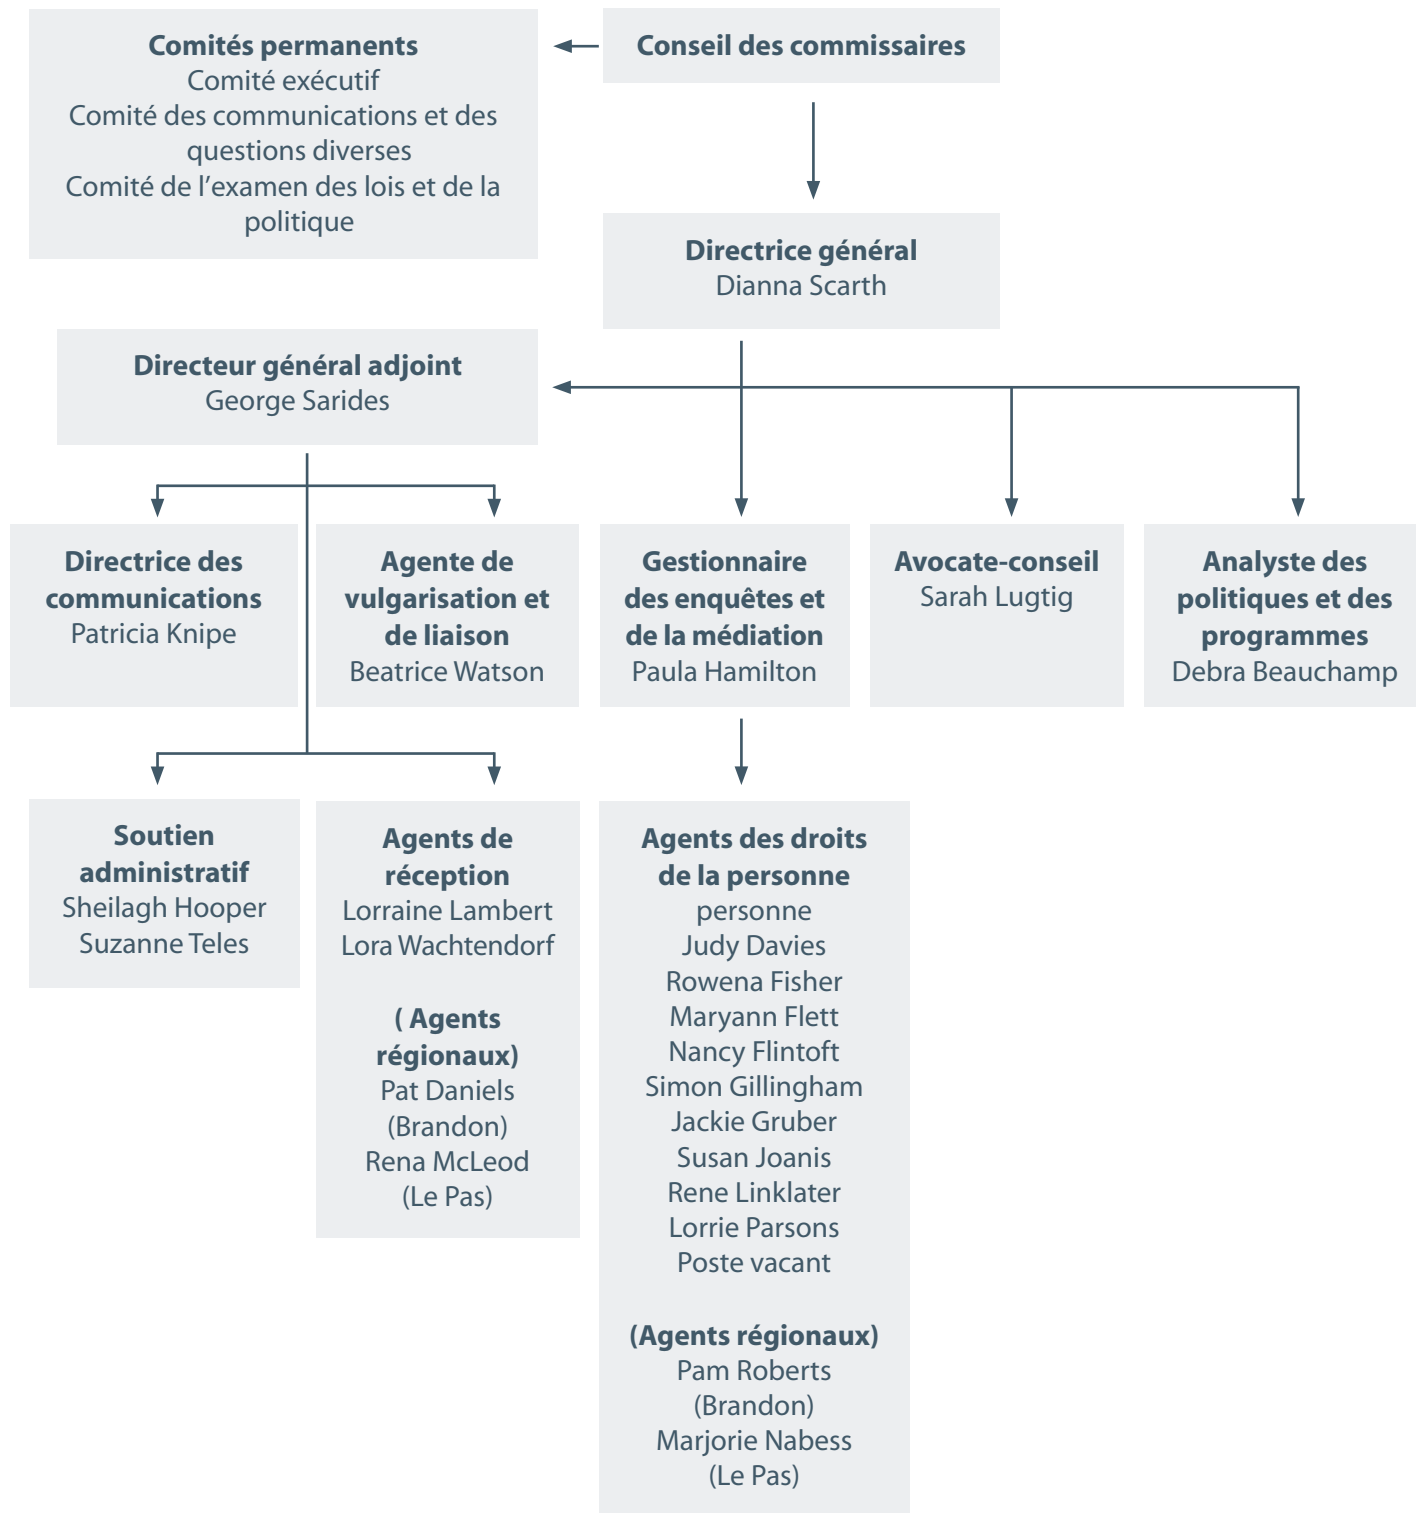 Comités permanents
Comité exécutif
Comité des communications et des
questions diverses
Comité de l'examen des lois et de la
politique
Conseil des commissaires
Directrice général
Dianna Scarth
Directeur général adjoint
George Sarides
Directrice des
communications
Patricia Knipe
Agente de
vulgarisation et
de liaison
Beatrice Watson
Gestionnaire
des enquêtes et
de la médiation
Paula Hamilton
Avocate-conseil
Sarah Lugtig
Analyste des
politiques et des
programmes
Debra Beauchamp
Soutien
administratif
Sheilagh Hooper
Suzanne Teles
Agents de
réception
Lorraine Lambert
Lora Wachtendorf
( Agents
régionaux)
Pat Daniels
(Brandon)
Rena McLeod
(Le Pas)
Agents des droits
de la personne
personne
Judy Davies
Rowena Fisher
Maryann Flett
Nancy Flintoft
Simon Gillingham
Jackie Gruber
Susan Joanis
Rene Linklater
Lorrie Parsons
Poste vacant
(Agents régionaux)
Pam Roberts
(Brandon)
Marjorie Nabess
(Le Pas)